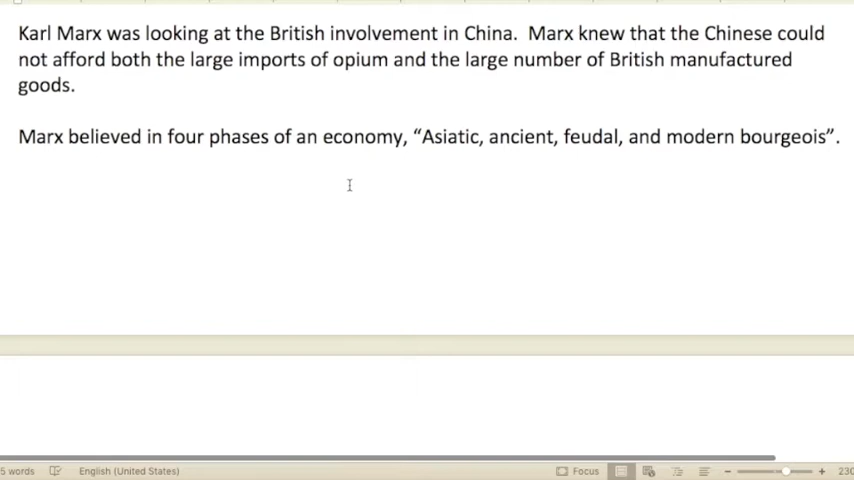 Karl Marx was looking at the British involvement in China.  Marx knew that the Chinese could
not afford both the large imports of opium and the large number of British manufactured
goods.
Marx believed in four phases of an economy, “Asiatic, ancient, feudal, and modern bourgeois”.
5 words English (United States) Focus 230